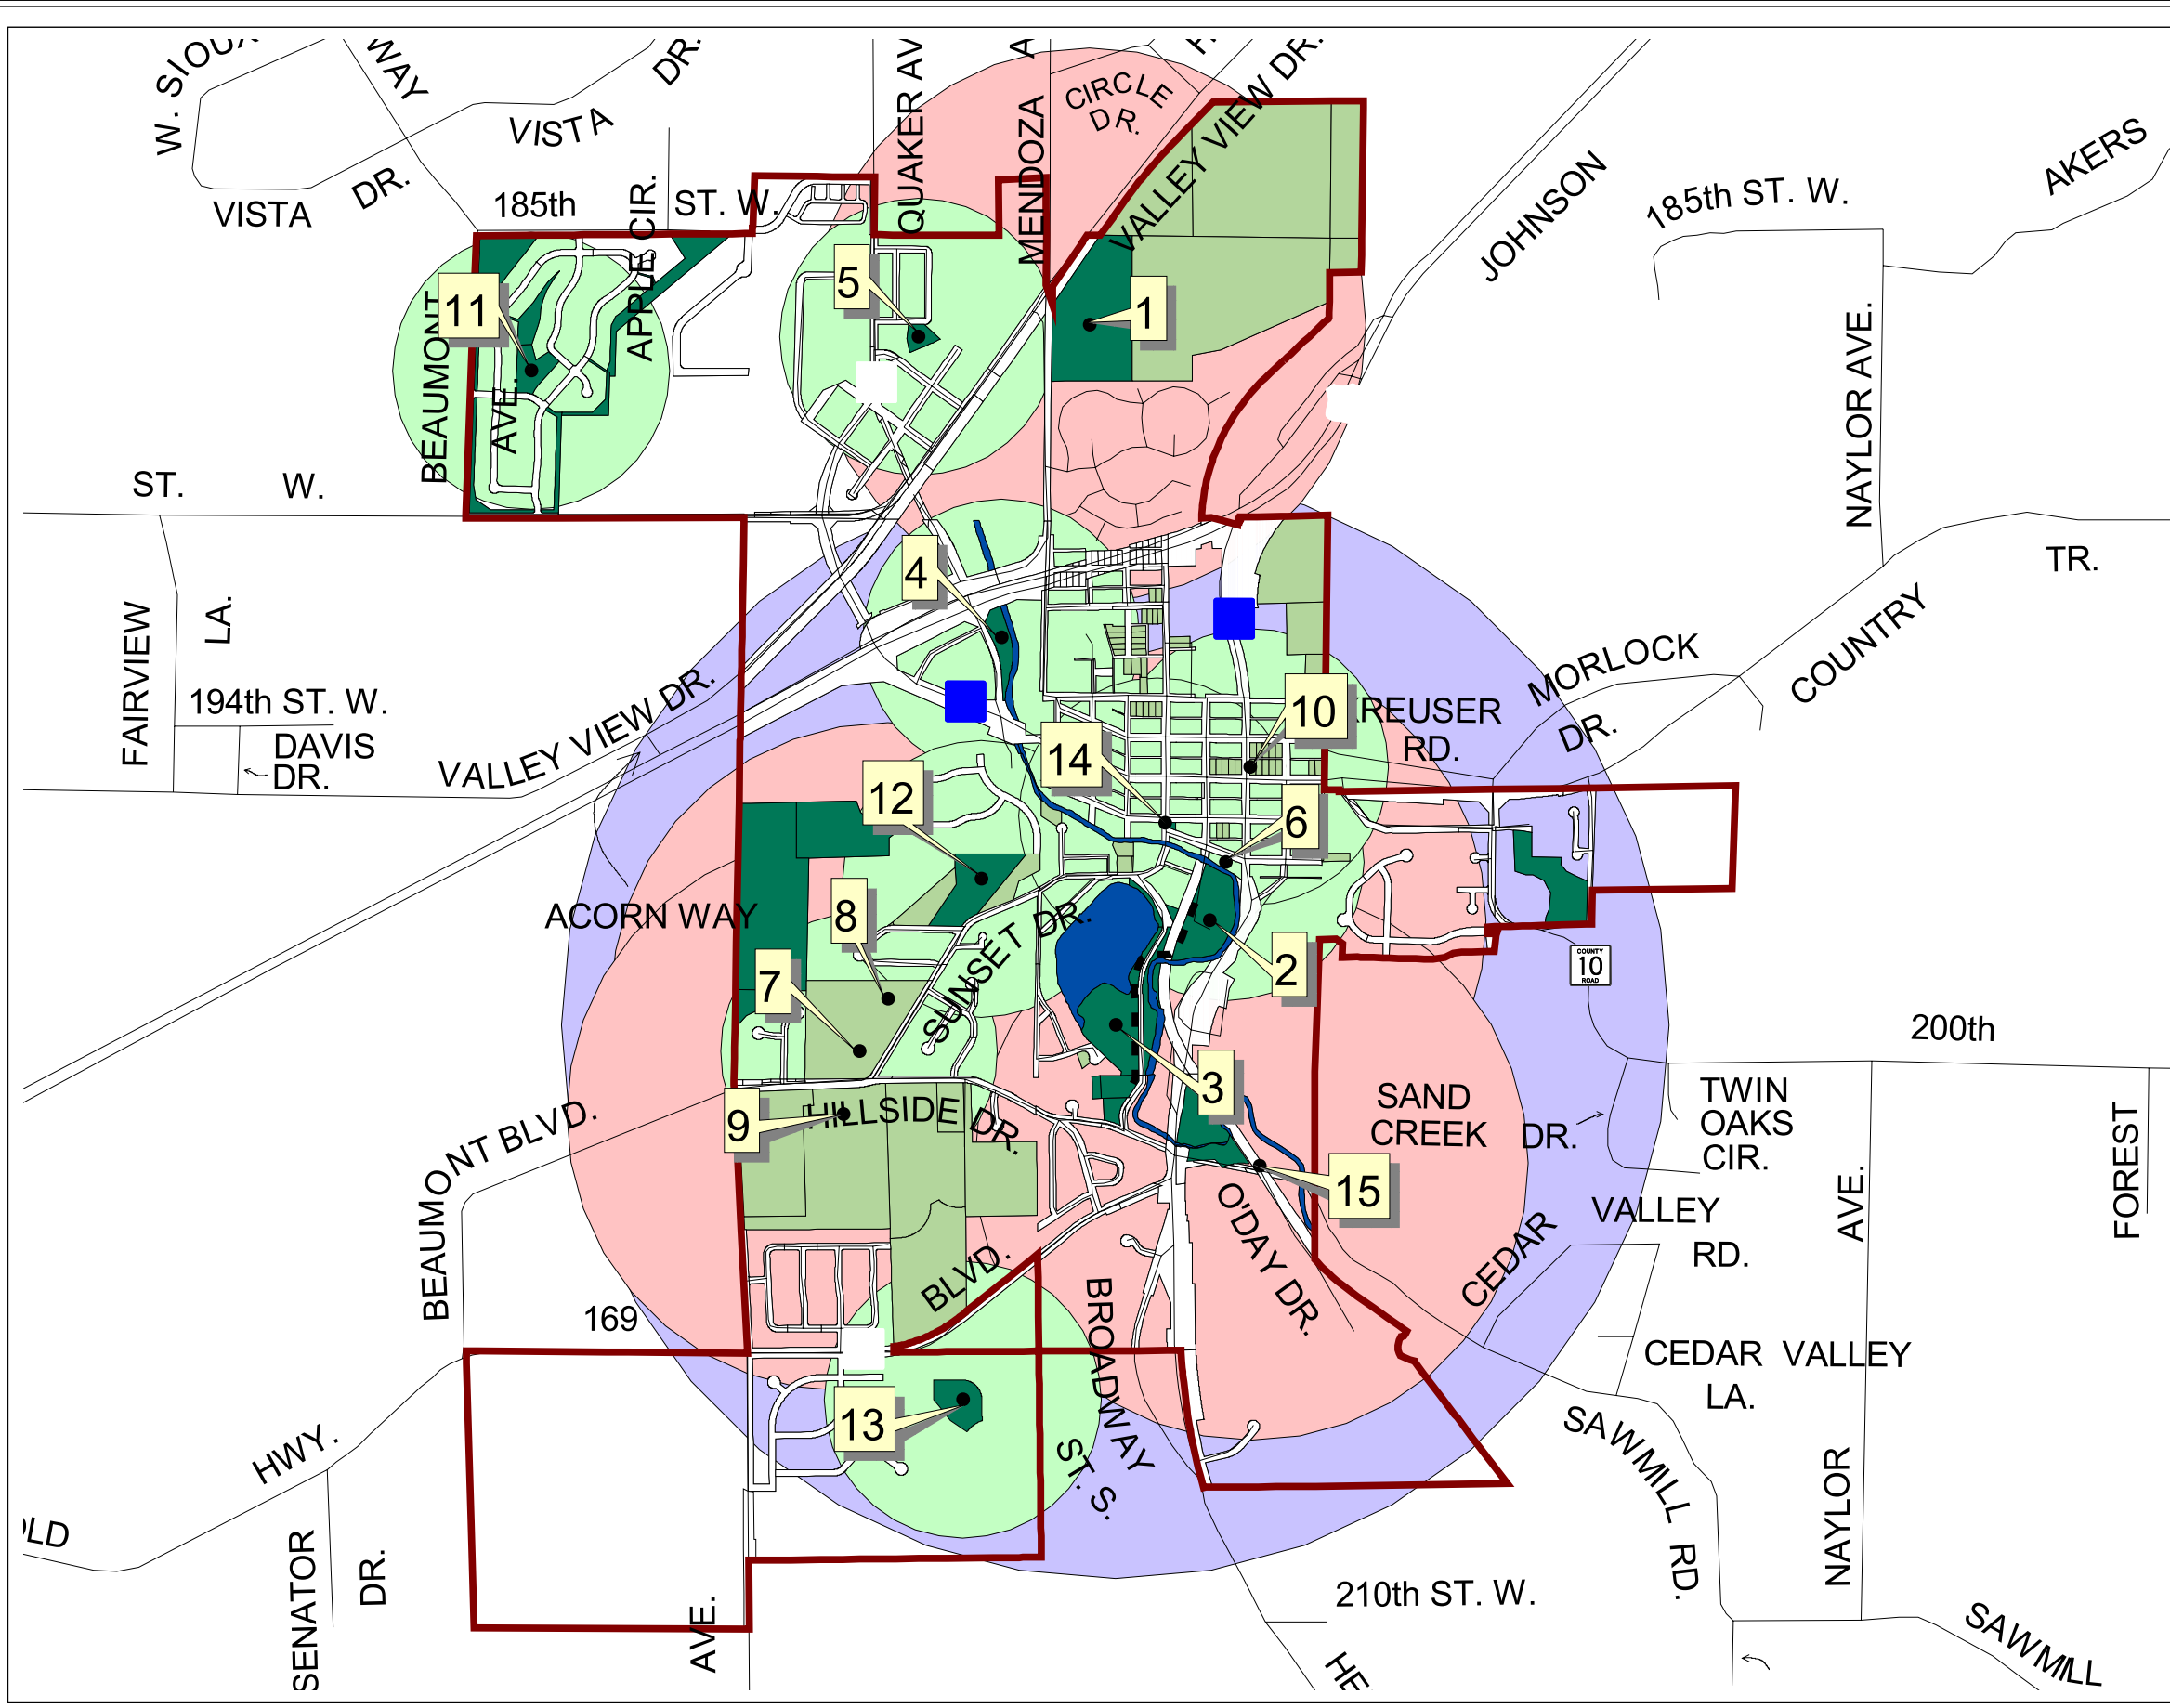 W. SIOUX
WAY
DR.
QUAKER AV
A
VALLEY VIEW DR.
CIRCLE
DR.
VISTA
MENDOZA
AKERS
JOHNSON
VISTA
DR.
185th
APPLE CIR.
ST. W.
185th ST. W.
5
1
11
BEAUMONT
AVE.
NAYLOR AVE.
ST.
W.
4
TR.
COUNTRY
FAIRVIEW
LA.
194th ST. W.
DAVIS
DR.
VALLEY VIEW DR.
MORLOCK
DR.
10
KREUSER
RD.
14
12
6
ACORN WAY
8
SUNSET DR.
2
7
COUNTY
10
ROAD
200th
3
9
HILLSIDE DR.
SAND
CREEK
DR.
TWIN
OAKS
CIR.
BEAUMONT BLVD.
15
FOREST
AVE.
O'DAY DR.
VALLEY
RD.
CEDAR
BLVD.
169
BROADWAY
ST. S.
CEDAR VALLEY
LA.
13
HWY.
SAWMILL RD.
NAYLOR
LD
SENATOR
DR.
AVE.
210th ST. W.
HE
SAWMILL